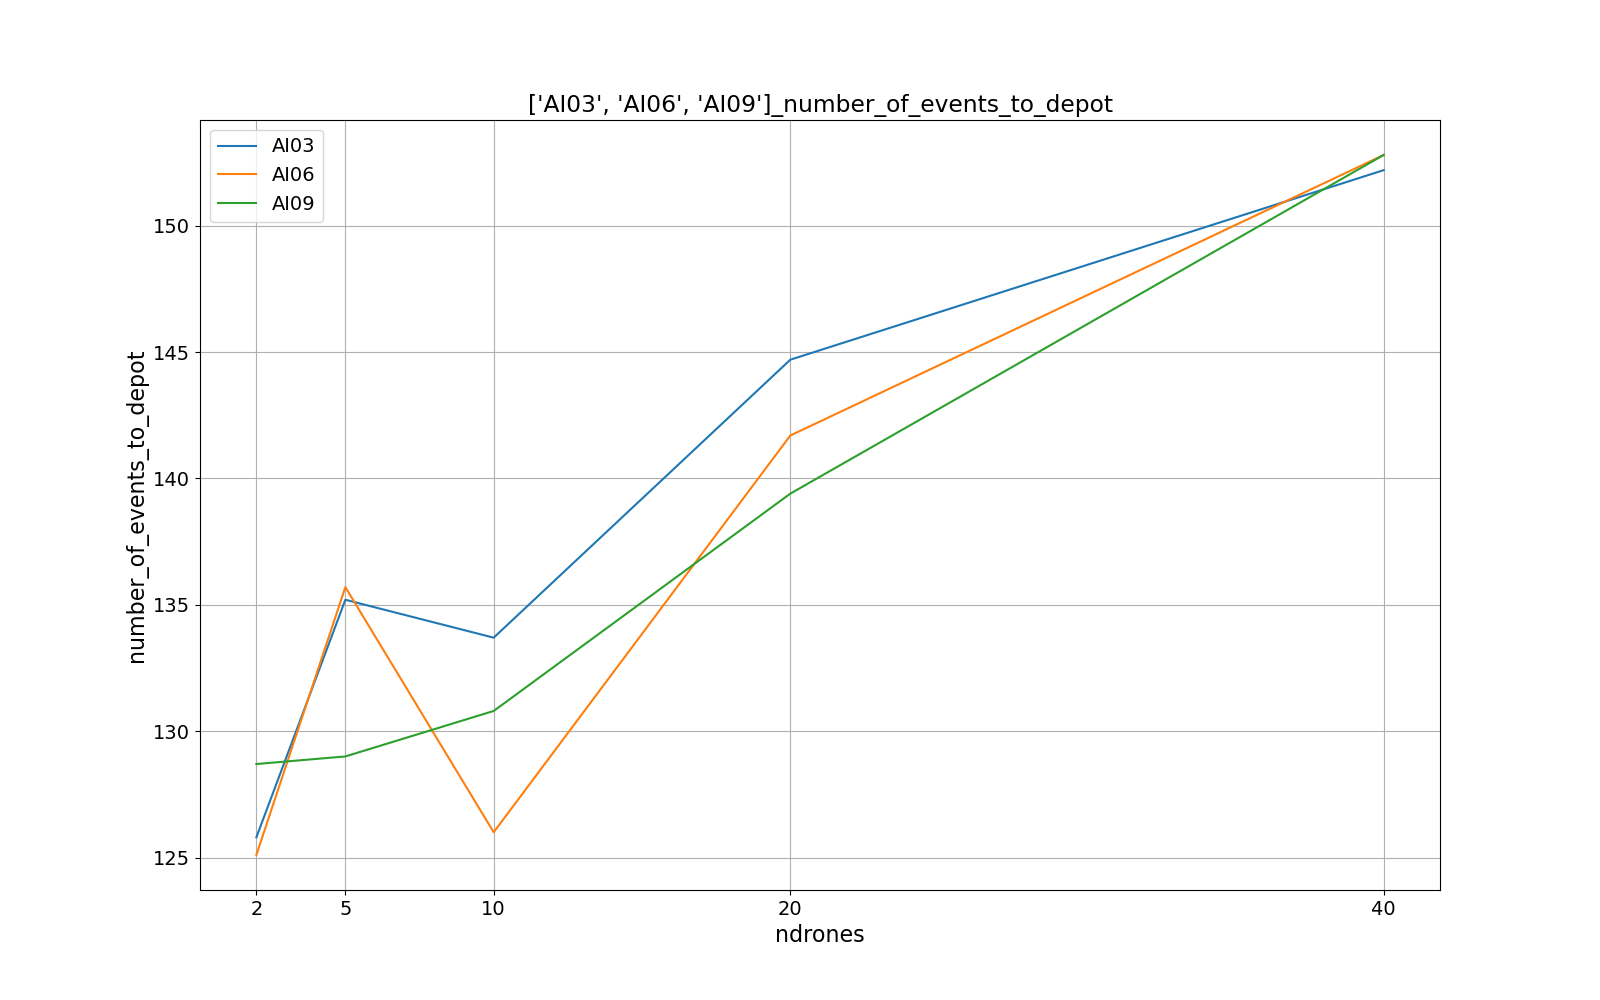 ['AI03', 'AI06', 'AI09']_number_of_events_to_depot
AI03
AI06
AI09
number_of_events_to_depot
150
145
140
135
130
125
2 5 10 20 40
ndrones